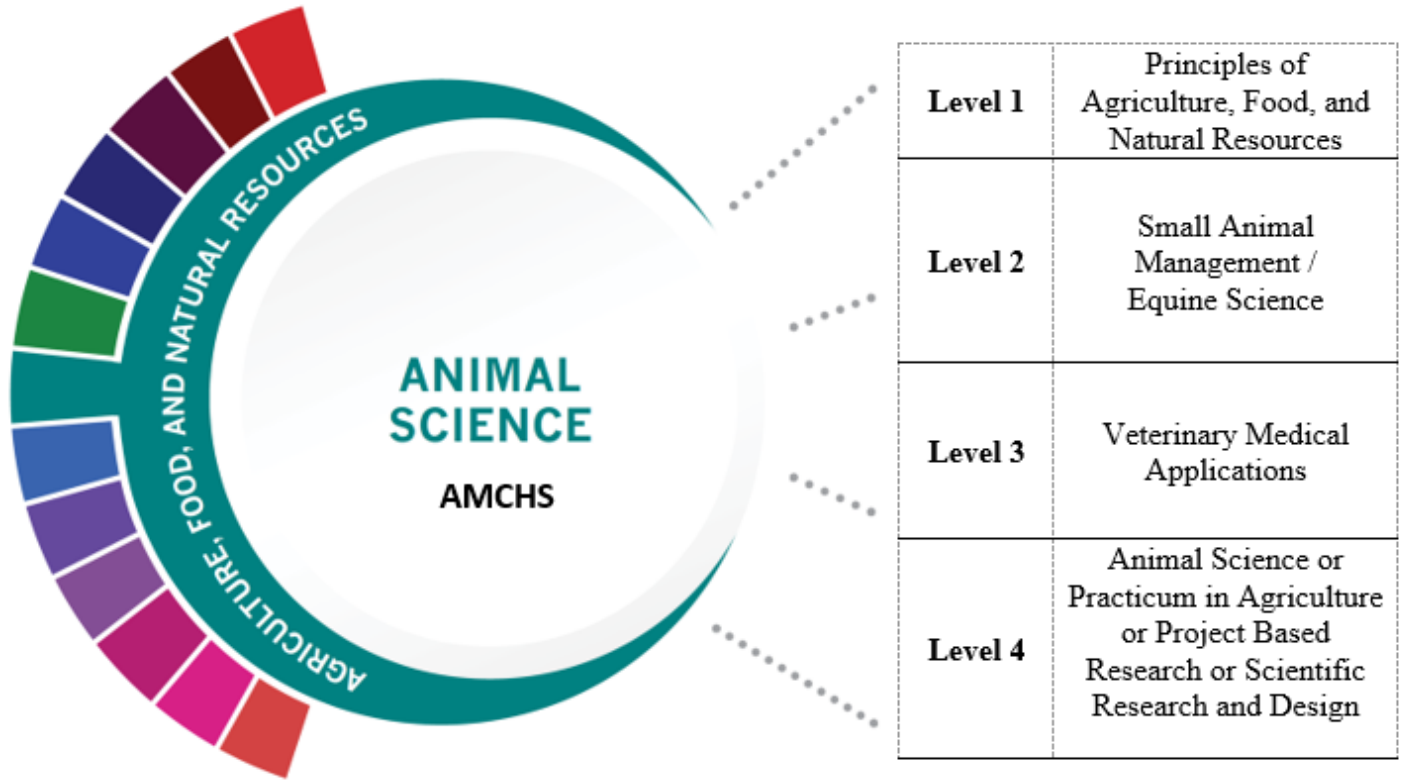 AGRICULTURE, FOOD, AND NATURAL RESOURCES
ANIMAL
SCIENCE
AMCHS
Level 1
Principles of
Agriculture, Food, and
Natural Resources
Level 2
Small Animal
Management /
Equine Science
Level 3
Veterinary Medical
Applications
Level 4
Animal Science or
Practicum in Agriculture
or Project Based
Research or Scientific
Research and Design